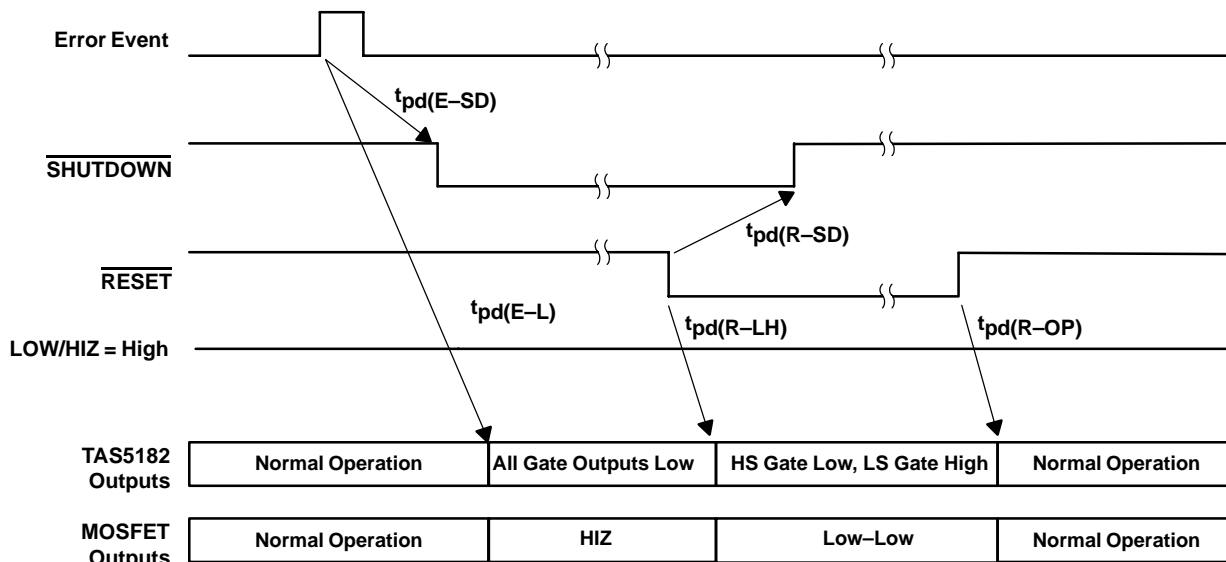 Error Event
tpd(E–SD)
SHUTDOWN
tpd(R–SD)
RESET
tpd(E–L)
tpd(R–LH)
tpd(R–OP)
LOW/HIZ = High
TAS5182
Outputs
Normal Operation
All Gate Outputs Low
HS Gate Low, LS Gate High
Normal Operation
MOSFET
Outputs
Normal Operation
HIZ
Low–Low
Normal Operation